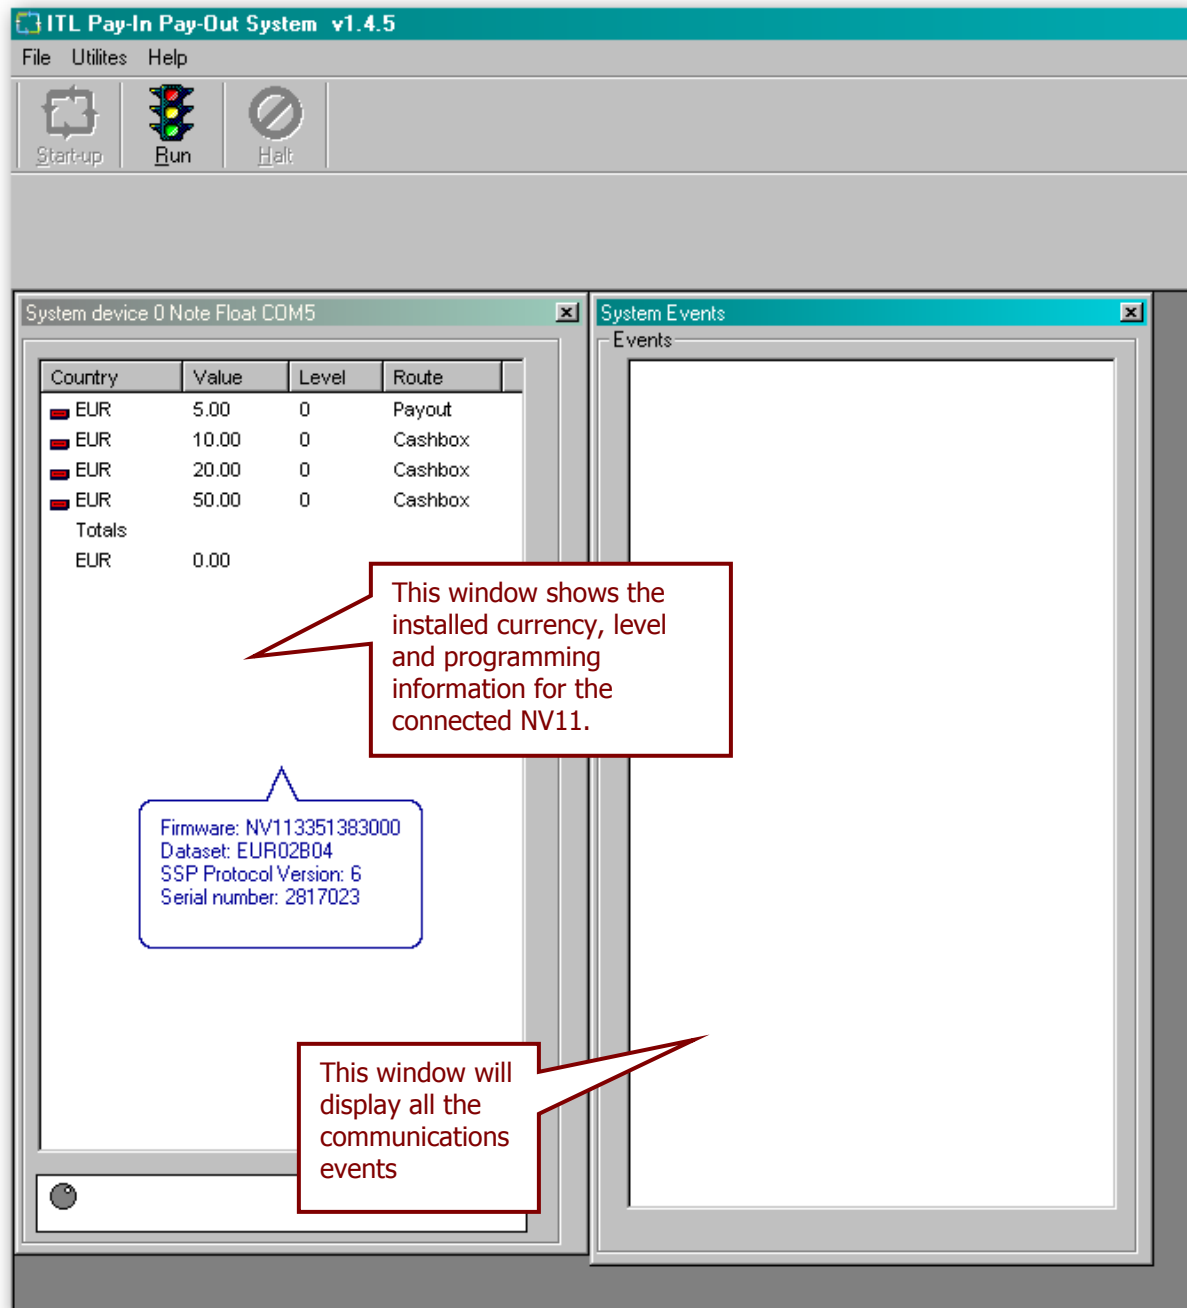 ITL Pay-In Pay-Out System v1.4.5
File Utilites Help
Start-up Run Halt
System device 0 Note Float COM5
System Events
Events
Country Value Level Route
EUR 5.00 0 Payout
EUR 10.00 0 Cashbox
EUR 20.00 0 Cashbox
EUR 50.00 0 Cashbox
Totals
EUR 0.00
This window shows the
installed currency, level
and programming
information for the
connected NV11.
Firmware: NV113351383000
Dataset: EUR02B04
SSP Protocol Version: 6
Serial number: 2817023
This window will
display all the
communications
events